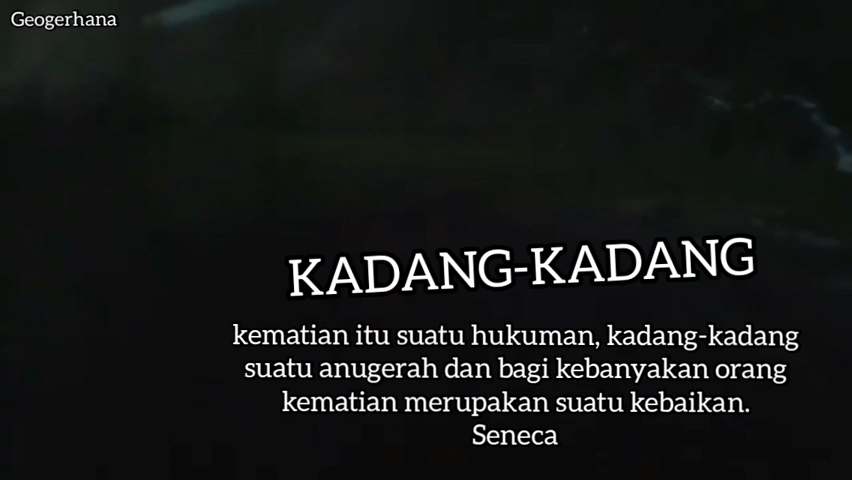 Geogerhana
KADANG-KADANG
kematian itu suatu hukuman, kadang-kadang
suatu anugerah dan bagi kebanyakan orang
kematian merupakan suatu kebaikan.
Seneca